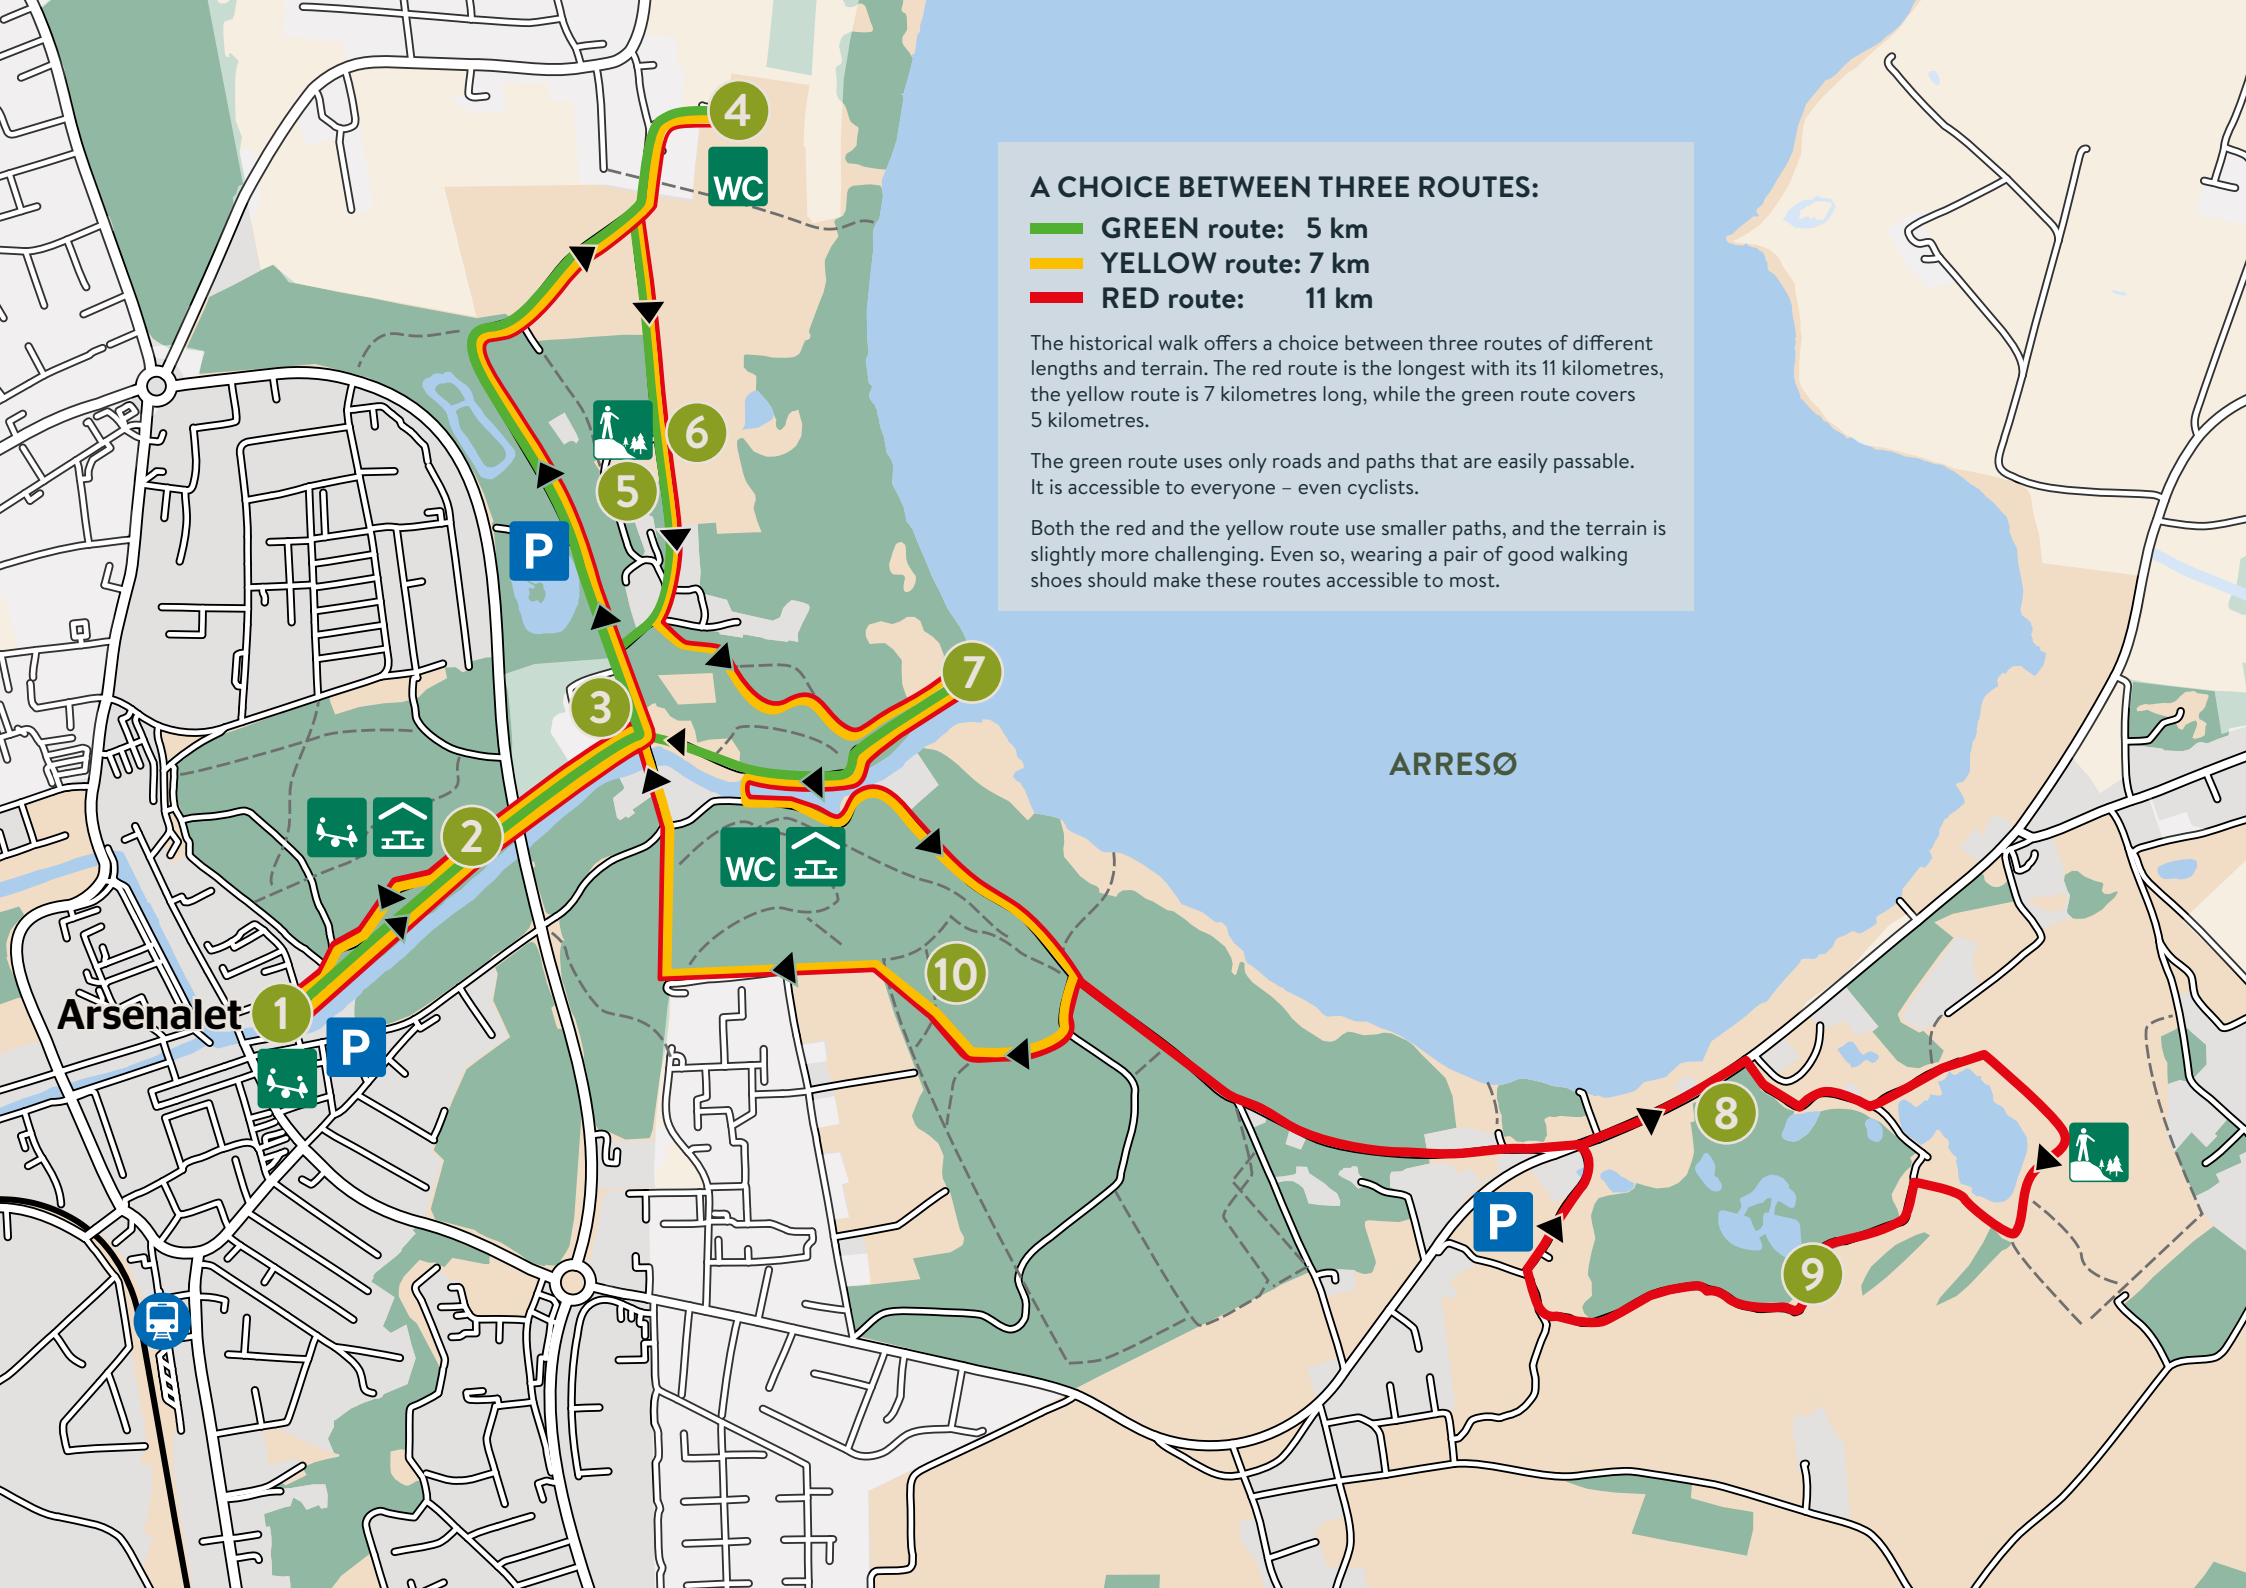 4
WC
A CHOICE BETWEEN THREE ROUTES:
GREEN route: 5 km
YELLOW route: 7 km
RED route: 11 km
The historical walk offers a choice between three routes of different
lengths and terrain. The red route is the longest with its 11 kilometres,
the yellow route is 7 kilometres long, while the green route covers
5 kilometres.
The green route uses only roads and paths that are easily passable.
It is accessible to everyone – even cyclists.
Both the red and the yellow route use smaller paths, and the terrain is
slightly more challenging. Even so, wearing a pair of good walking
shoes should make these routes accessible to most.
6
5
P
7
3
ARRESØ
2
WC
10
Arsenalet
1
P
8
P
9